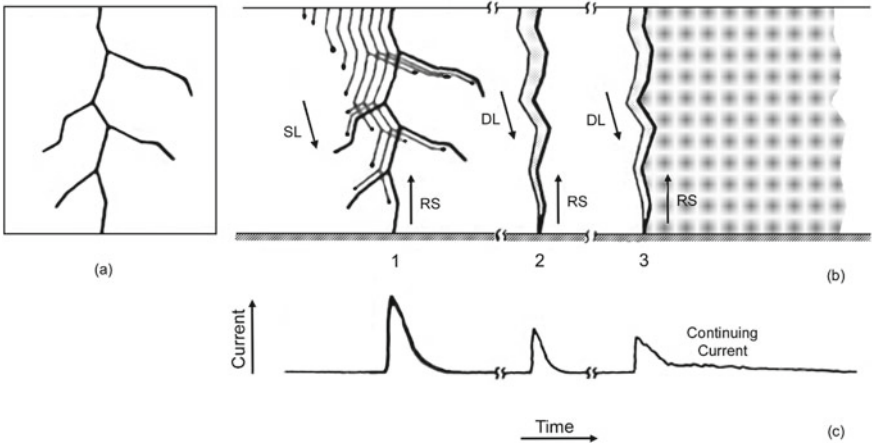 SL
RS
DL
RS
DL
RS
(a)
1
2
3
(b)
Current
Continuing
Current
Time
(c)